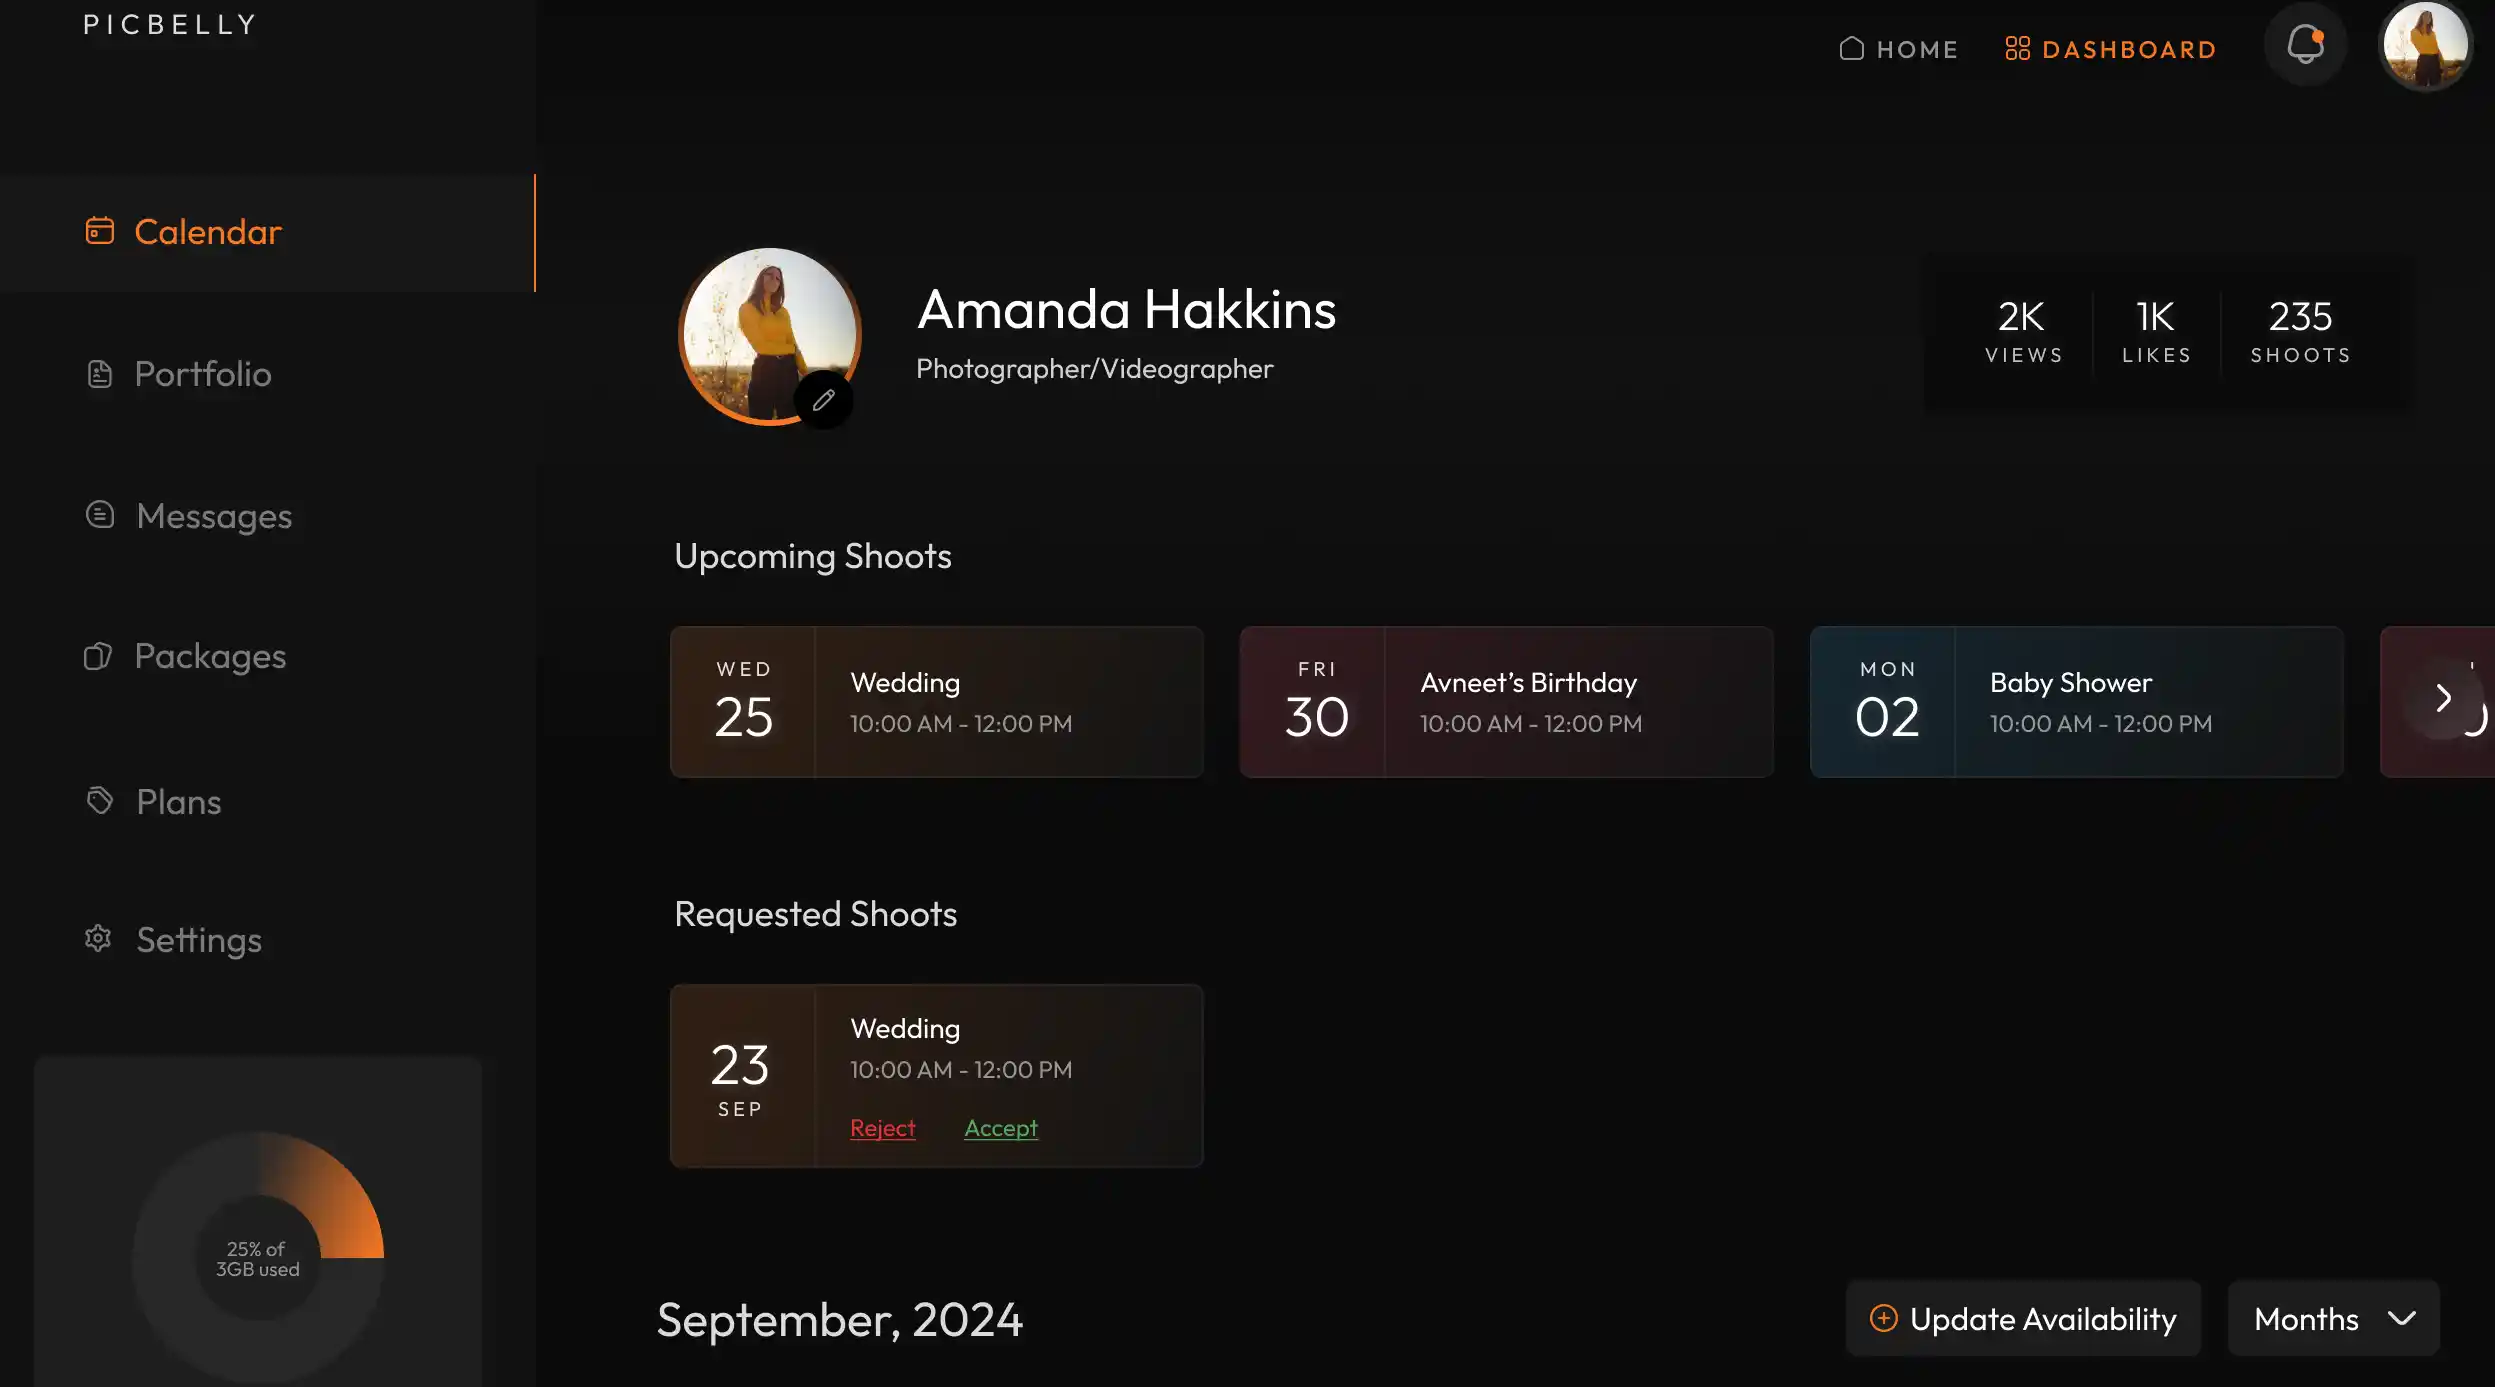 PICBELLY
HOME
DASHBOARD
Calendar
Portfolio
Messages
Packages
Plans
Settings
25% of
3GB used
Amanda Hakkins
Photographer/Videographer
2K
VIEWS
1K
LIKES
235
SHOOTS
Upcoming Shoots
WED
25
Wedding
10:00 AM - 12:00 PM
FRI
30
Avneet’s Birthday
10:00 AM - 12:00 PM
MON
02
Baby Shower
10:00 AM - 12:00 PM
Requested Shoots
23
SEP
Wedding
10:00 AM - 12:00 PM
Reject
Accept
September, 2024
Update Availability
Months